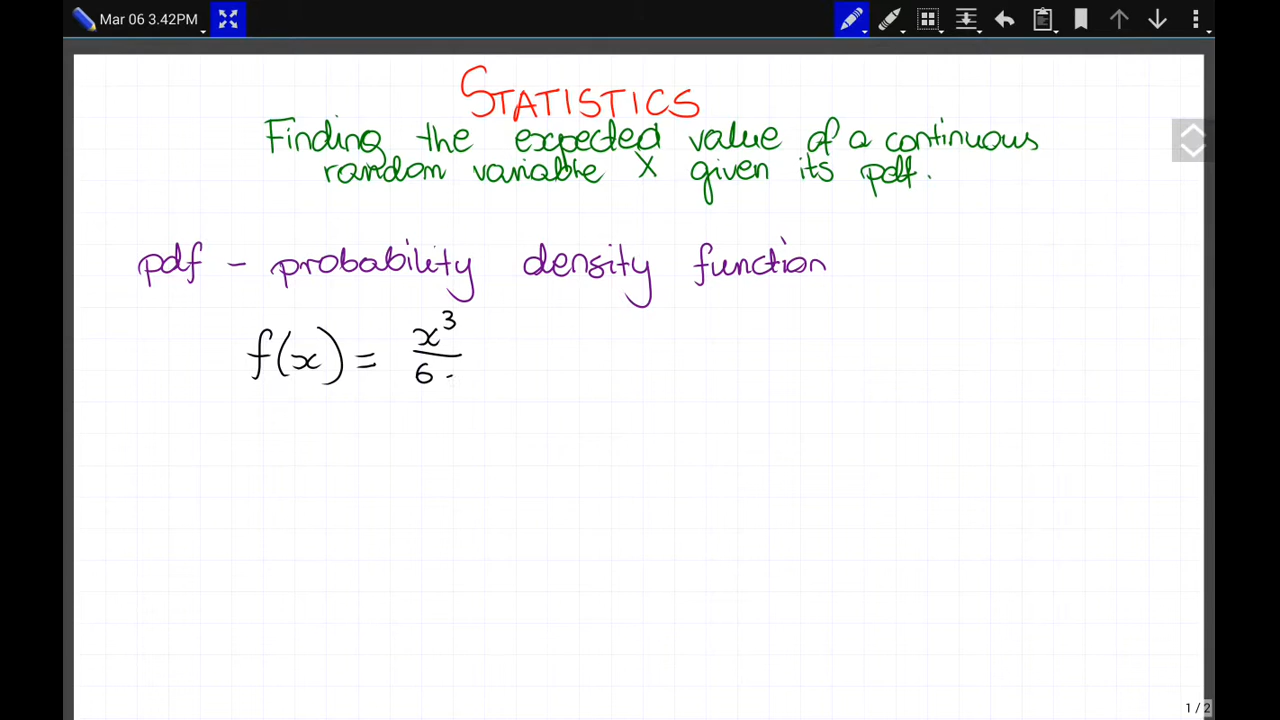 Mar 06 3.42PM
STATISTICS
Finding the expected value of a continuous
random variable X given its pdf.
pdf - probability density function
f(x) = x³/6
1 / 2